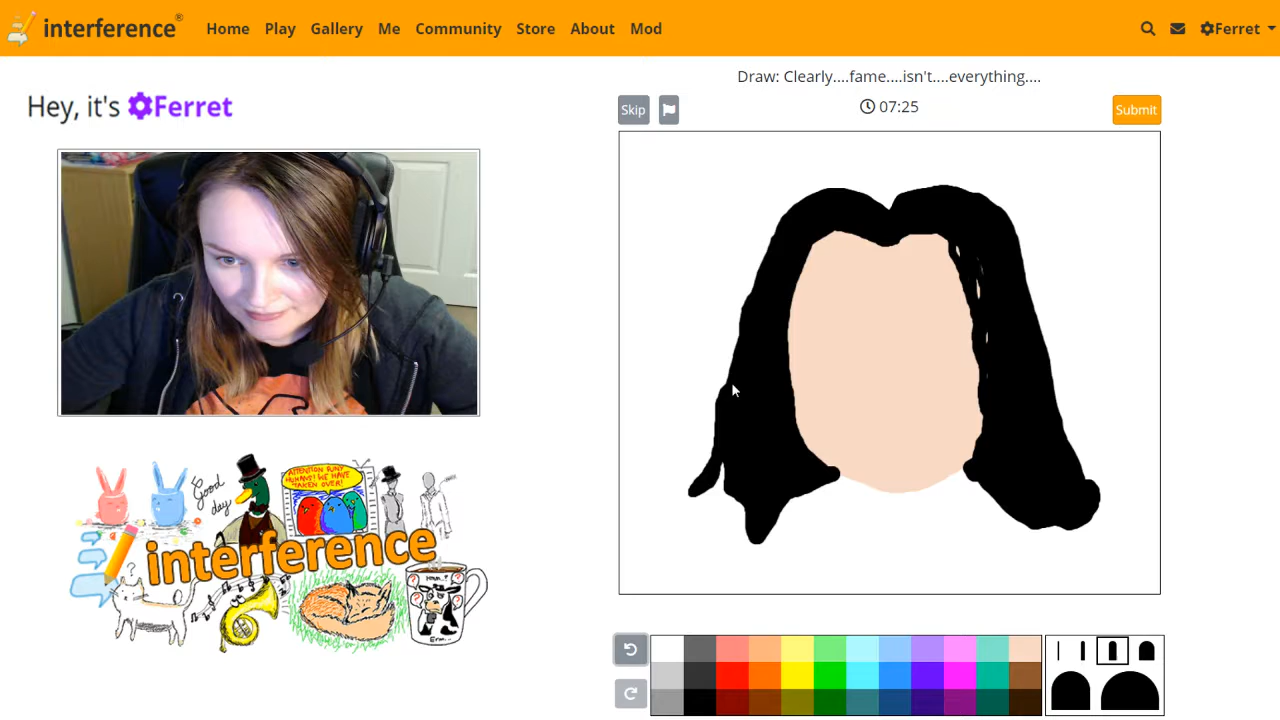 interference®
Home Play Gallery Me Community Store About Mod
Ferret
Hey, it's Ferret
Draw: Clearly....fame....isn't....everything....
Skip
07:25
Submit
Good day
ATTENTION PUNY HUMANS! WE HAVE TAKEN OVER!
interference
Erm...